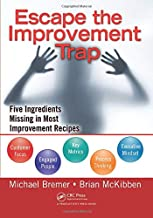 Escape the
Improvement
Trap
Five Ingredients
Missing in Most
Improvement Recipes
Customer
Focus
Engaged
People
Key
Metrics
Process
Thinking
Executive
Mindset
CRC Press
Michael Bremer • Brian McKibben